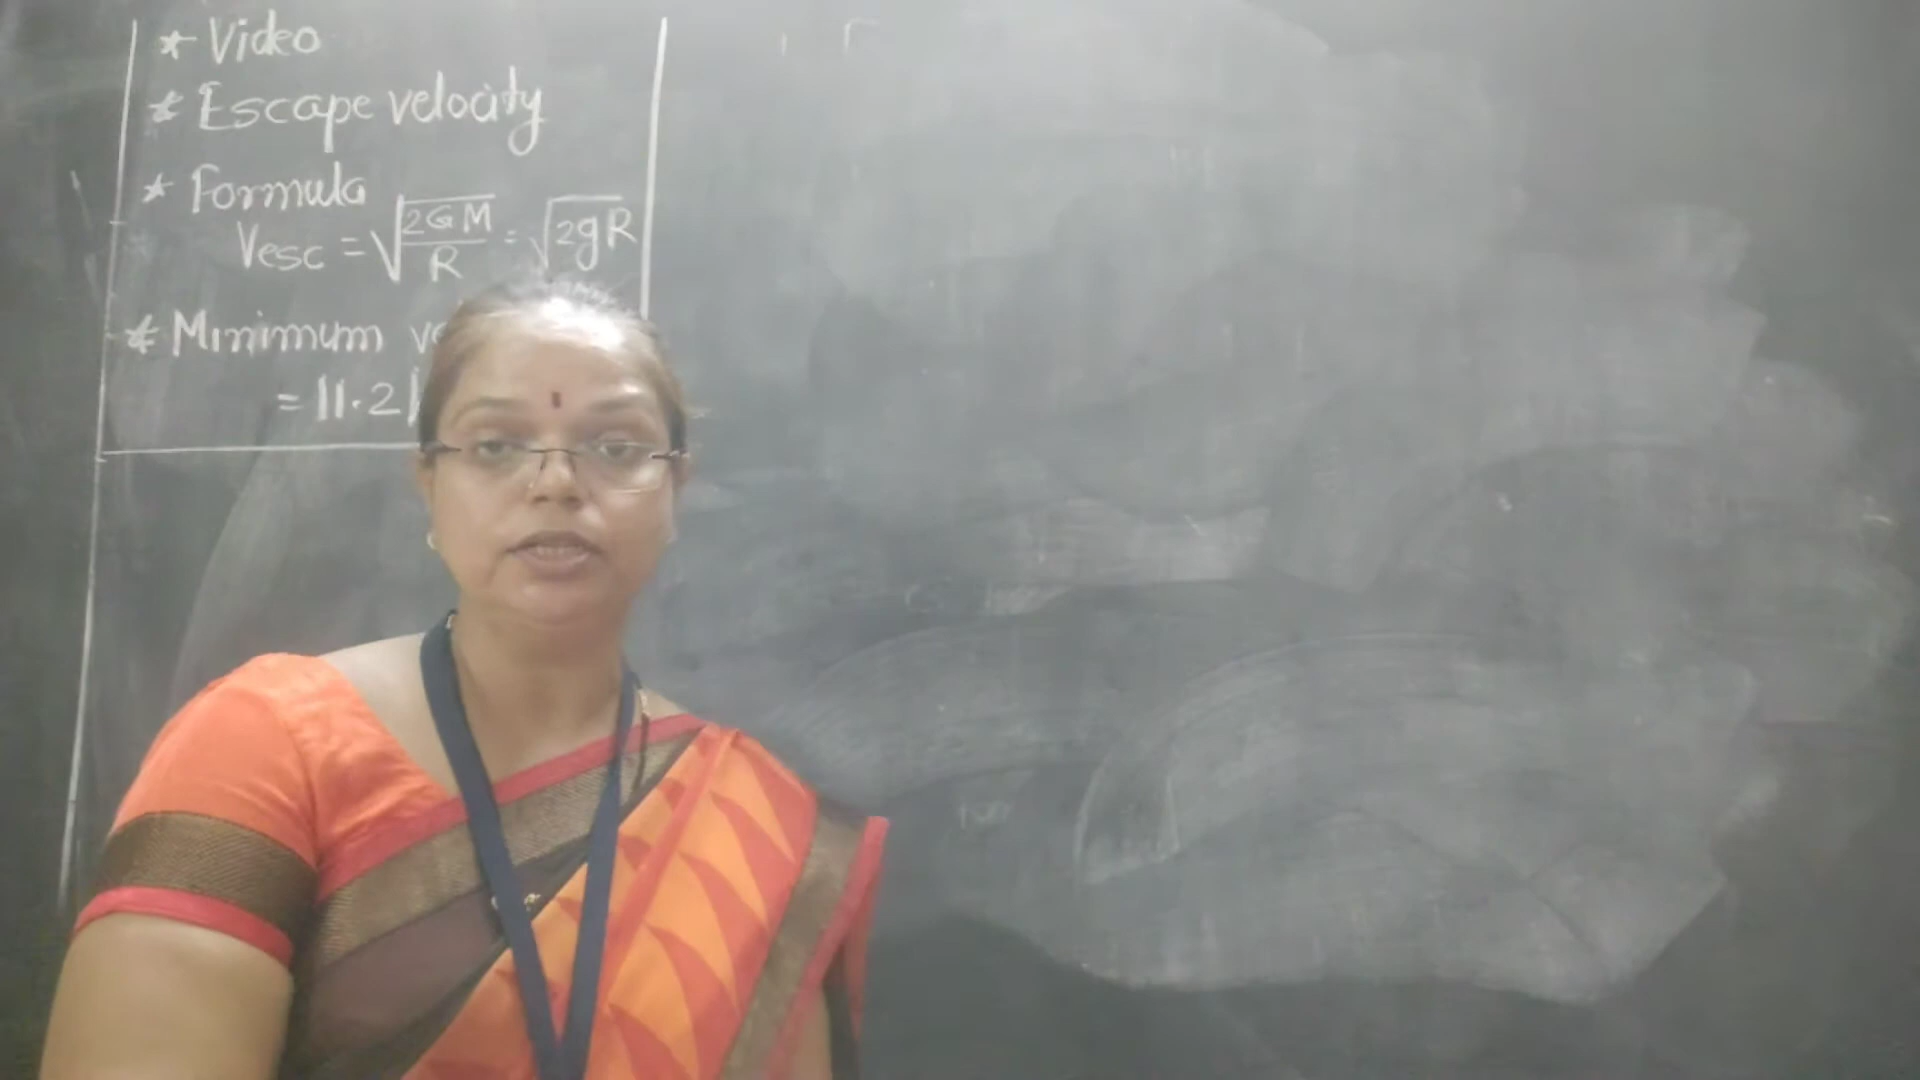 * Video
* Escape velocity
* Formula
Vesc = √2GM/R = √2gR
* Minimum
= 11.2